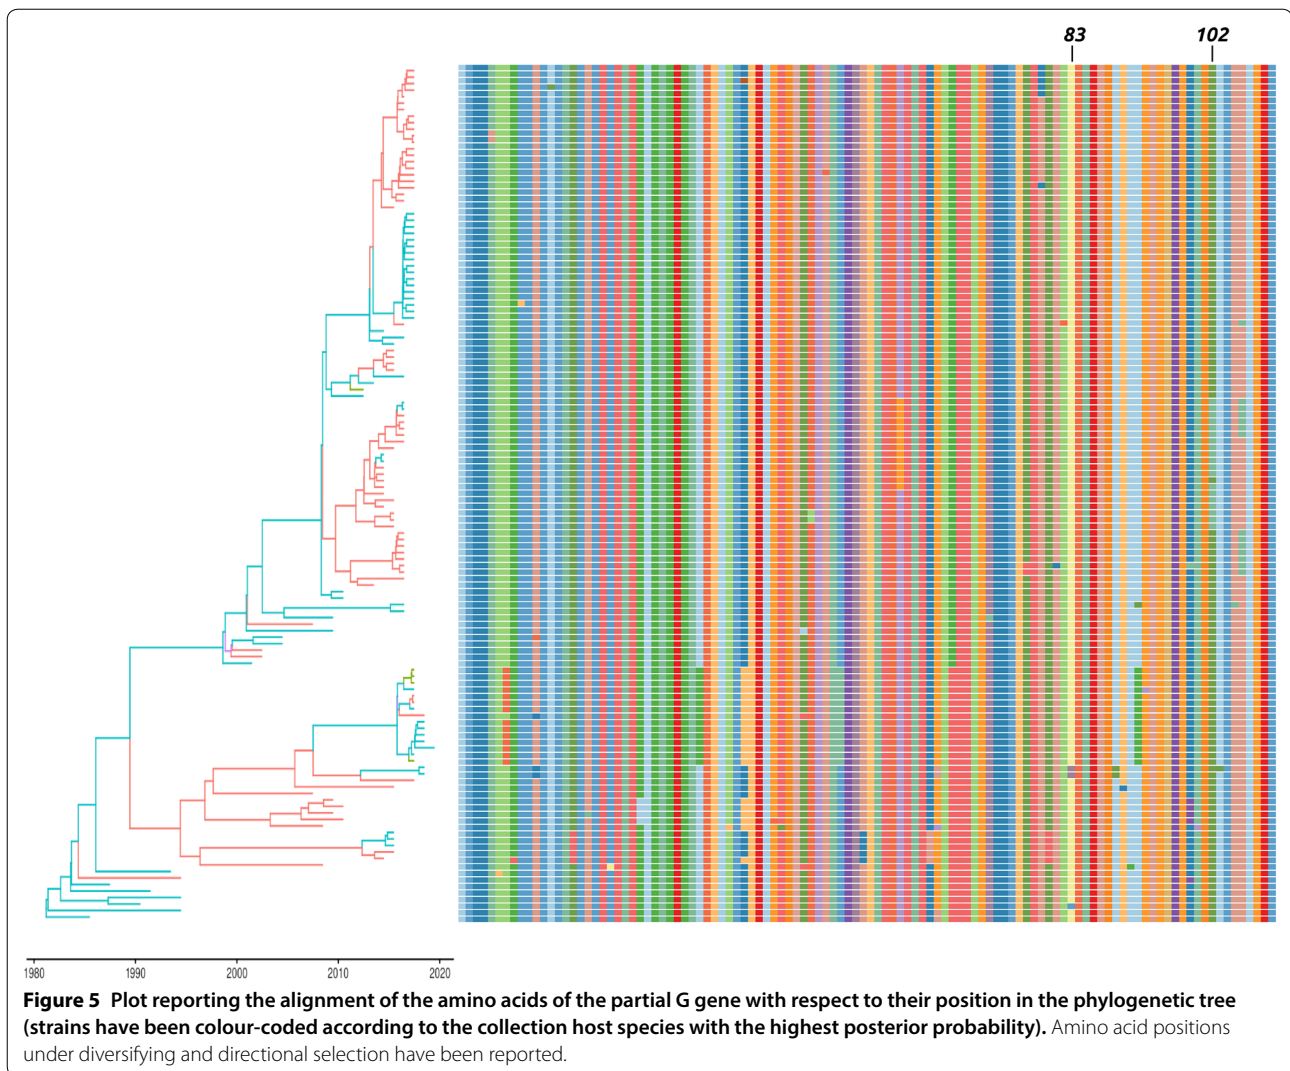 83 102
1980 1990 2000 2010 2020
Figure 5 Plot reporting the alignment of the amino acids of the partial G gene with respect to their position in the phylogenetic tree
(strains have been colour-coded according to the collection host species with the highest posterior probability). Amino acid positions
under diversifying and directional selection have been reported.